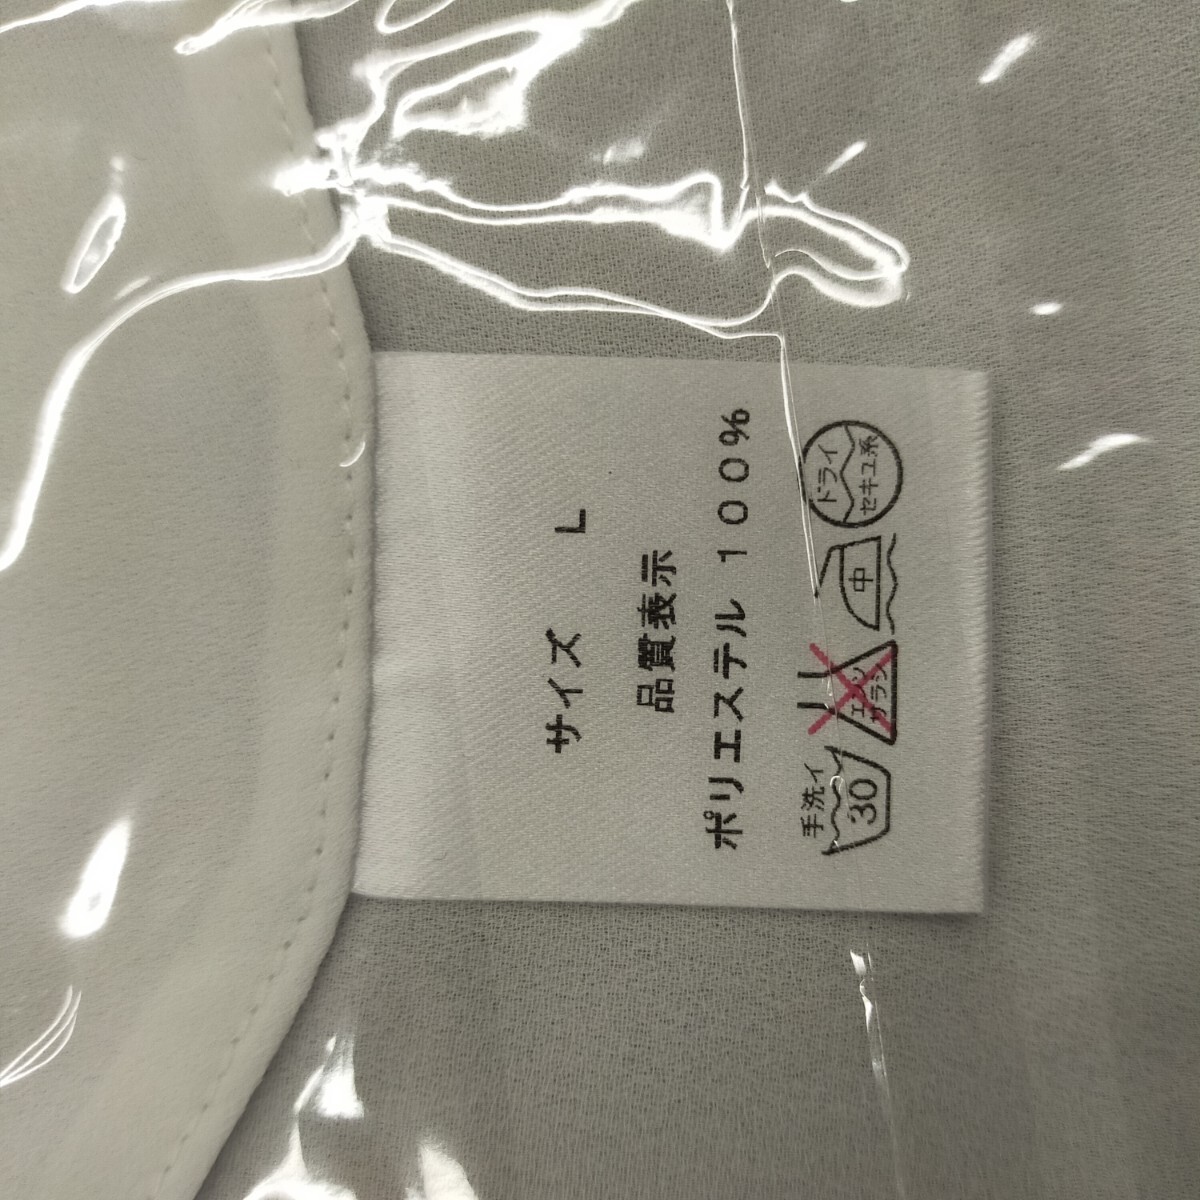 サイズ L
品質表示
ポリエステル 100%
手洗イ 30
エンソ サラシ
中
ドライ セキユ系